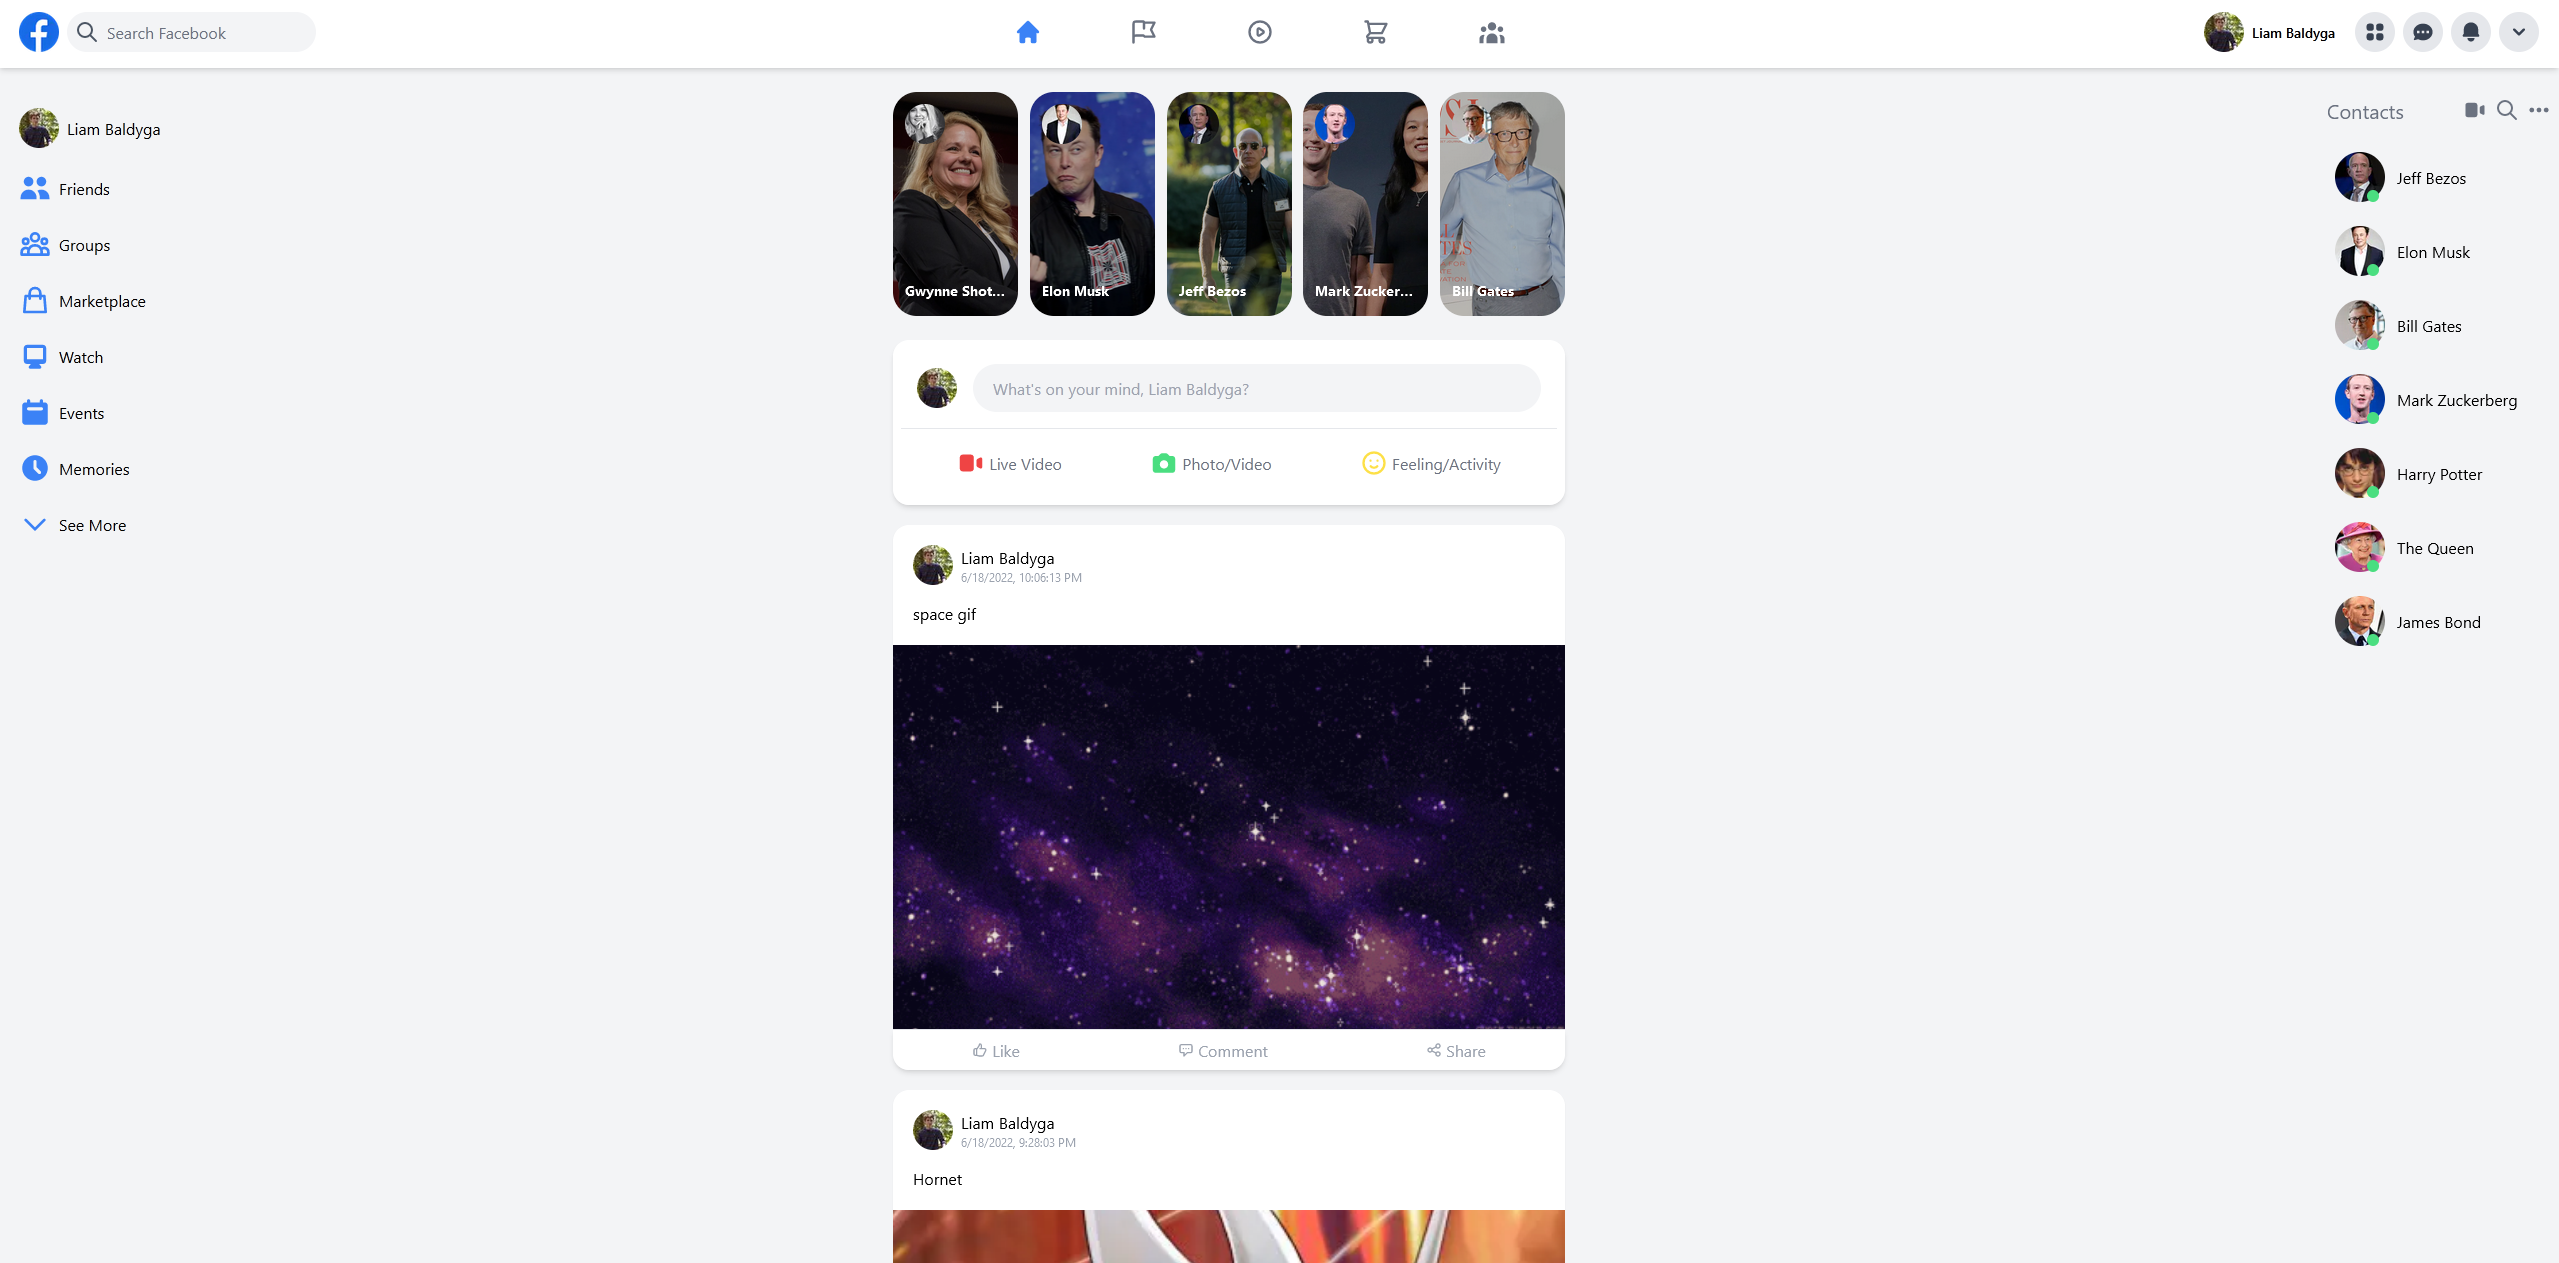 Search Facebook
Liam Baldyga
Liam Baldyga
Friends
Groups
Marketplace
Watch
Events
Memories
See More
Gwynne Shot...
Elon Musk
Jeff Bezos
Mark Zucker...
Bill Gates
What's on your mind, Liam Baldyga?
Live Video
Photo/Video
Feeling/Activity
Liam Baldyga
6/18/2022, 10:06:13 PM
space gif
Like
Comment
Share
Liam Baldyga
6/18/2022, 9:28:03 PM
Hornet
Contacts
Jeff Bezos
Elon Musk
Bill Gates
Mark Zuckerberg
Harry Potter
The Queen
James Bond